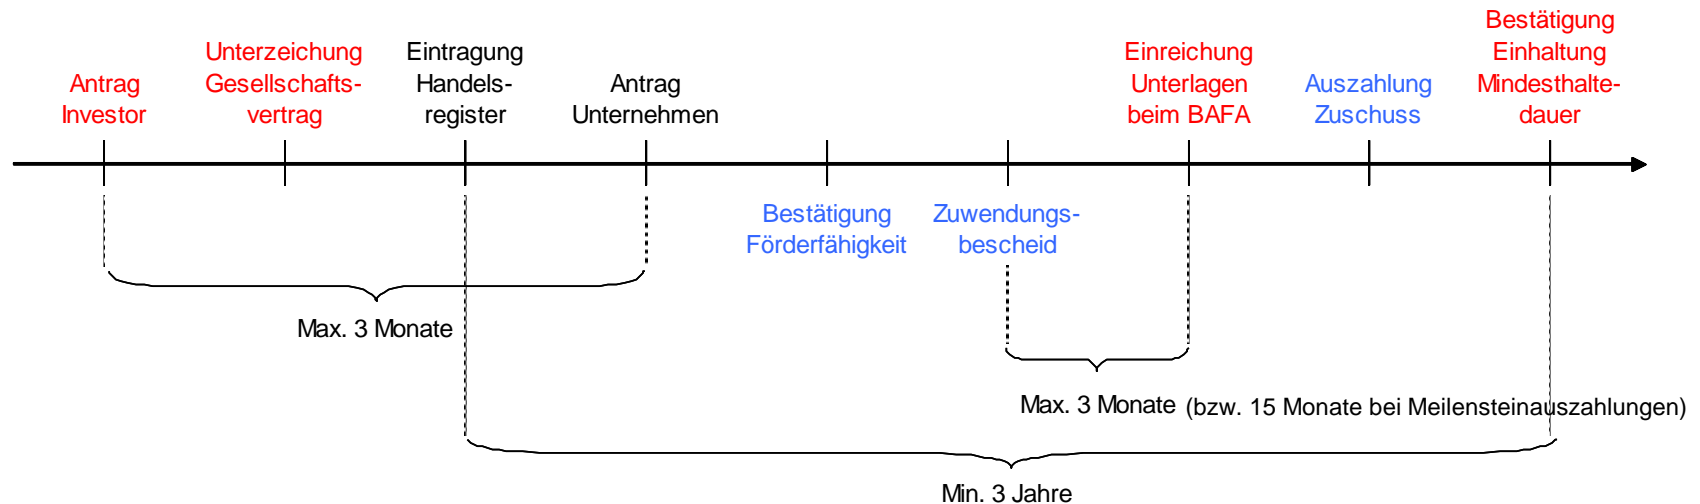 Antrag
Investor
Unterzeichung
Gesellschafts-
vertrag
Eintragung
Handels-
register
Antrag
Unternehmen
Einreichung
Unterlagen
beim BAFA
Auszahlung
Zuschuss
Bestätigung
Einhaltung
Mindesthalte-
dauer
Bestätigung
Förderfähigkeit
Zuwendungs-
bescheid
Max. 3 Monate
Max. 3 Monate (bzw. 15 Monate bei Meilensteinauszahlungen)
Min. 3 Jahre